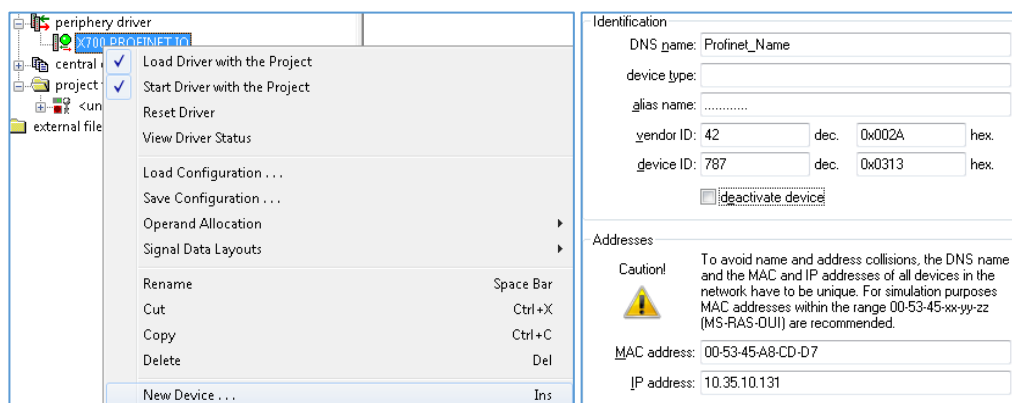 periphery driver
X700 PROFINET IO
central
project
<un
external file
Load Driver with the Project
Start Driver with the Project
Reset Driver
View Driver Status
Load Configuration . . .
Save Configuration . . .
Operand Allocation
Signal Data Layouts
Rename Space Bar
Cut Ctrl+X
Copy Ctrl+C
Delete Del
New Device . . . Ins
Identification
DNS name: Profinet_Name
device type:
alias name: ............
vendor ID: 42 dec. 0x002A hex.
device ID: 787 dec. 0x0313 hex.
deactivate device
Addresses
Caution!
To avoid name and address collisions, the DNS name
and the MAC and IP addresses of all devices in the
network have to be unique. For simulation purposes
MAC addresses within the range 00-53-45-xx-yy-zz
(MS-RAS-OUI) are recommended.
MAC address: 00-53-45-A8-CD-D7
IP address: 10.35.10.131